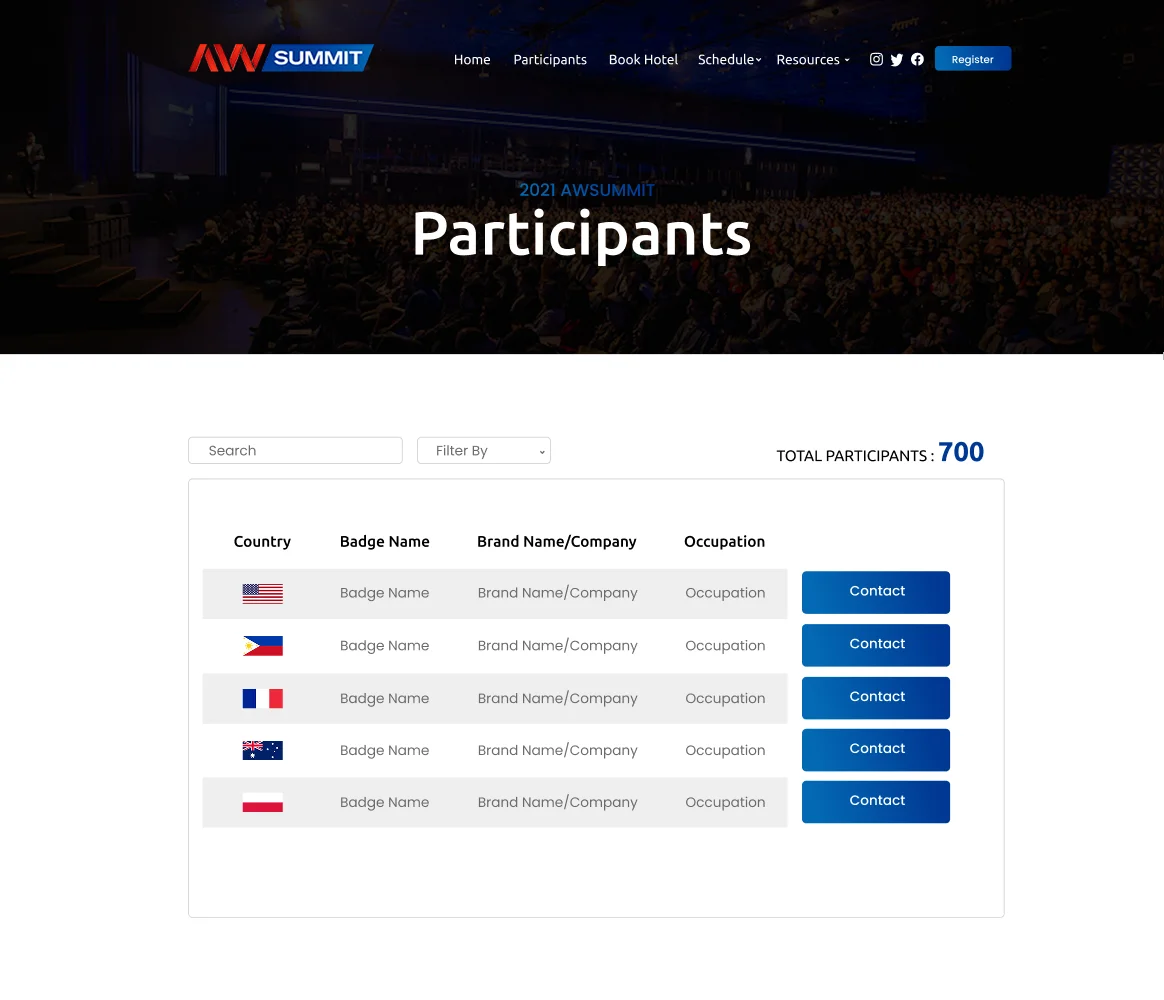 AW SUMMIT
Home Participants Book Hotel Schedule Resources Register
2021 AWSUMMIT
Participants
Search Filter By TOTAL PARTICIPANTS : 700
Country Badge Name Brand Name/Company Occupation
Badge Name Brand Name/Company Occupation Contact
Badge Name Brand Name/Company Occupation Contact
Badge Name Brand Name/Company Occupation Contact
Badge Name Brand Name/Company Occupation Contact
Badge Name Brand Name/Company Occupation Contact